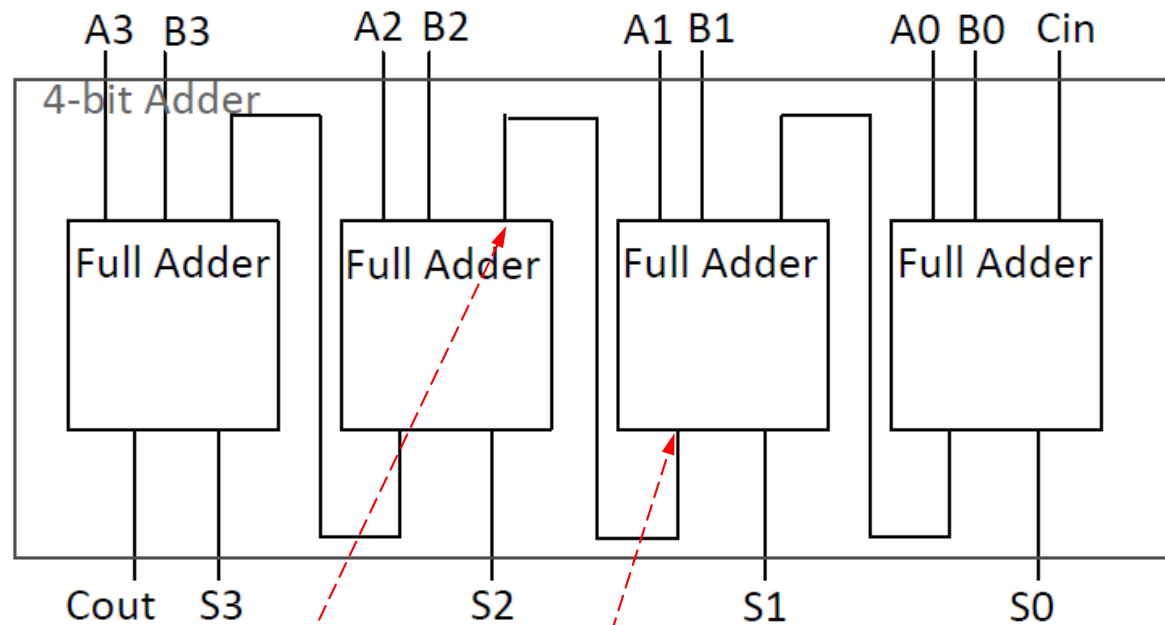 A3 B3 A2 B2 A1 B1 A0 B0 Cin
4-bit Adder
Full Adder Full Adder Full Adder Full Adder
Cout S3 S2 S1 S0